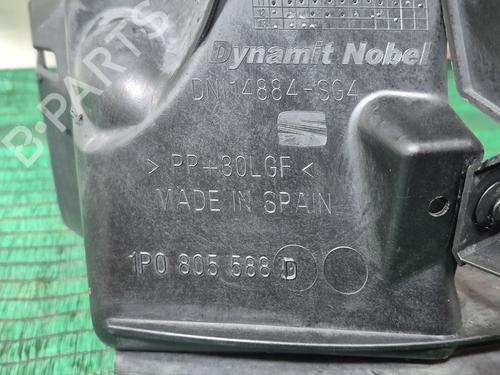 Dynamit Nobel
DN 14884-SG4
> PP-30LGF <
MADE IN SPAIN
1P0 805 588 D
B-PARTS